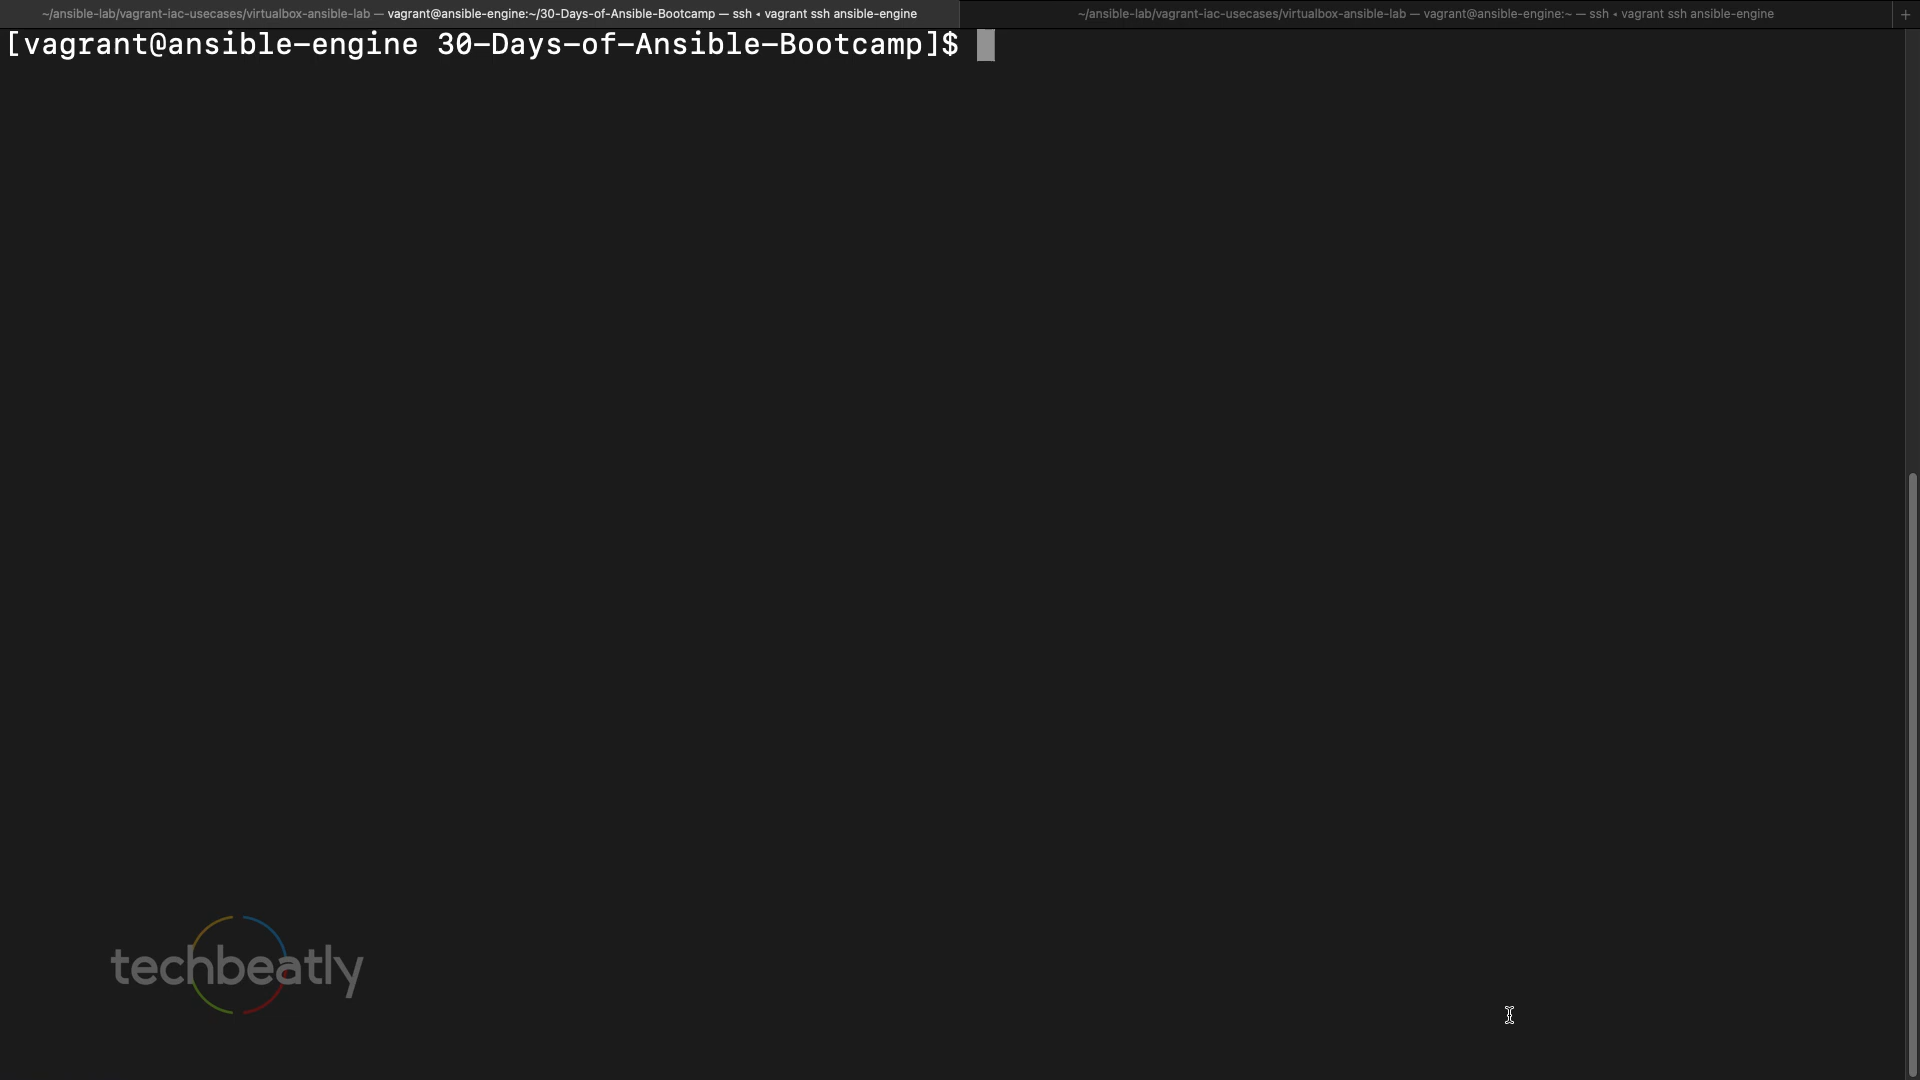 ~/ansible-lab/vagrant-iac-usecases/virtualbox-ansible-lab — vagrant@ansible-engine:~/30-Days-of-Ansible-Bootcamp — ssh ◂ vagrant ssh ansible-engine
~/ansible-lab/vagrant-iac-usecases/virtualbox-ansible-lab — vagrant@ansible-engine:~ — ssh ◂ vagrant ssh ansible-engine
+
[vagrant@ansible-engine 30-Days-of-Ansible-Bootcamp]$
techbeatly